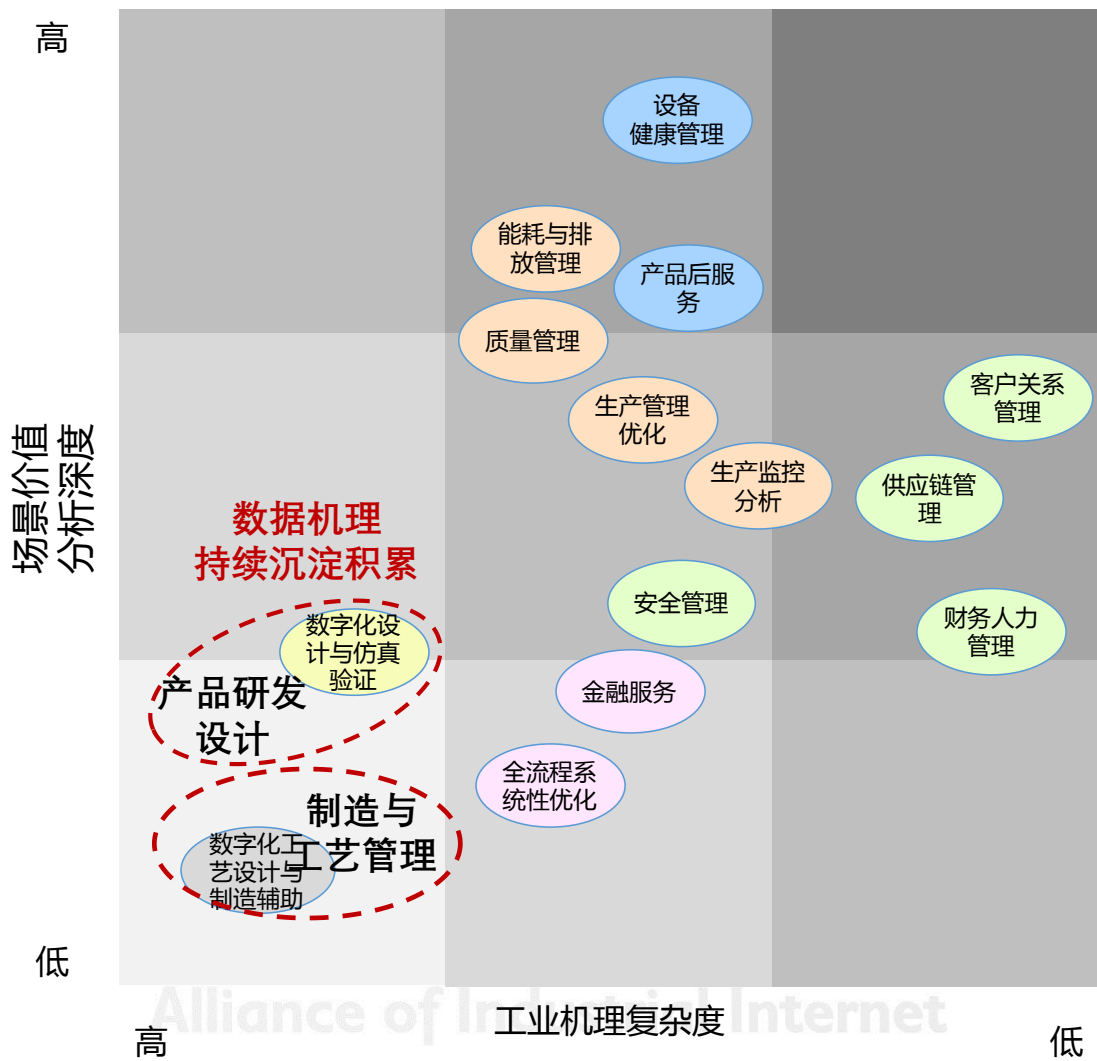 高
设备
健康管理
能耗与排
放管理
产品后服
务
质量管理
客户关系
管理
生产管理
优化
场景价值
分析深度
生产监控
分析
供应链管
理
数据机理
持续沉淀积累
安全管理
财务人力
管理
数字化设
计与仿真
验证
产品研发
设计
金融服务
全流程系
统性优化
制造与
工艺管理
数字化工
艺设计与
制造辅助
低
Alliance of Industrial Internet
工业机理复杂度
高
低